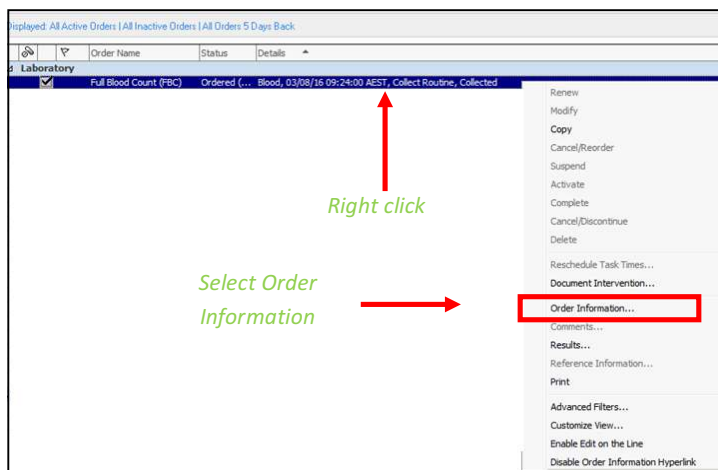 Displayed: All Active Orders | All Inactive Orders | All Orders 5 Days Back
Order Name Status Details
Laboratory
Full Blood Count (FBC) Ordered (... Blood, 03/08/16 09:24:00 AEST, Collect Routine, Collected
Renew
Modify
Copy
Cancel/Reorder
Suspend
Activate
Complete
Cancel/Discontinue
Delete
Reschedule Task Times...
Document Intervention...
Order Information...
Comments...
Results...
Reference Information...
Print
Advanced Filters...
Customize View...
Enable Edit on the Line
Disable Order Information Hyperlink
Right click
Select Order
Information